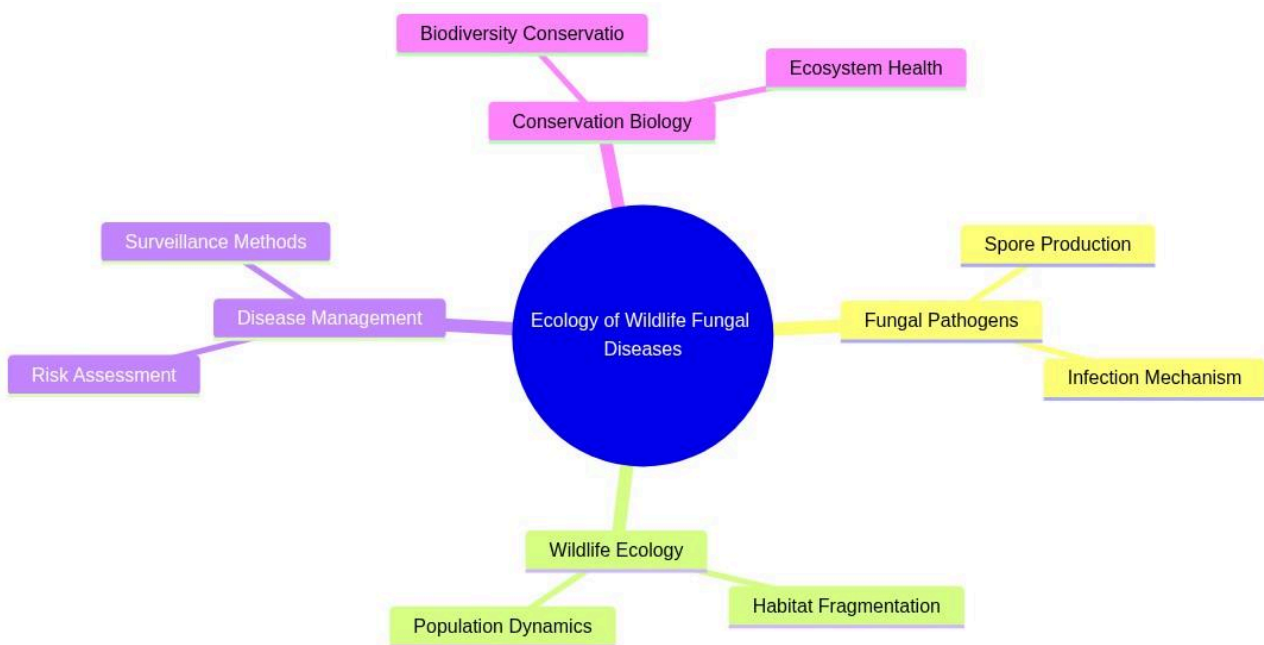 Biodiversity Conservatio
Ecosystem Health
Conservation Biology
Surveillance Methods
Spore Production
Disease Management
Ecology of Wildlife Fungal
Diseases
Fungal Pathogens
Risk Assessment
Infection Mechanism
Wildlife Ecology
Habitat Fragmentation
Population Dynamics